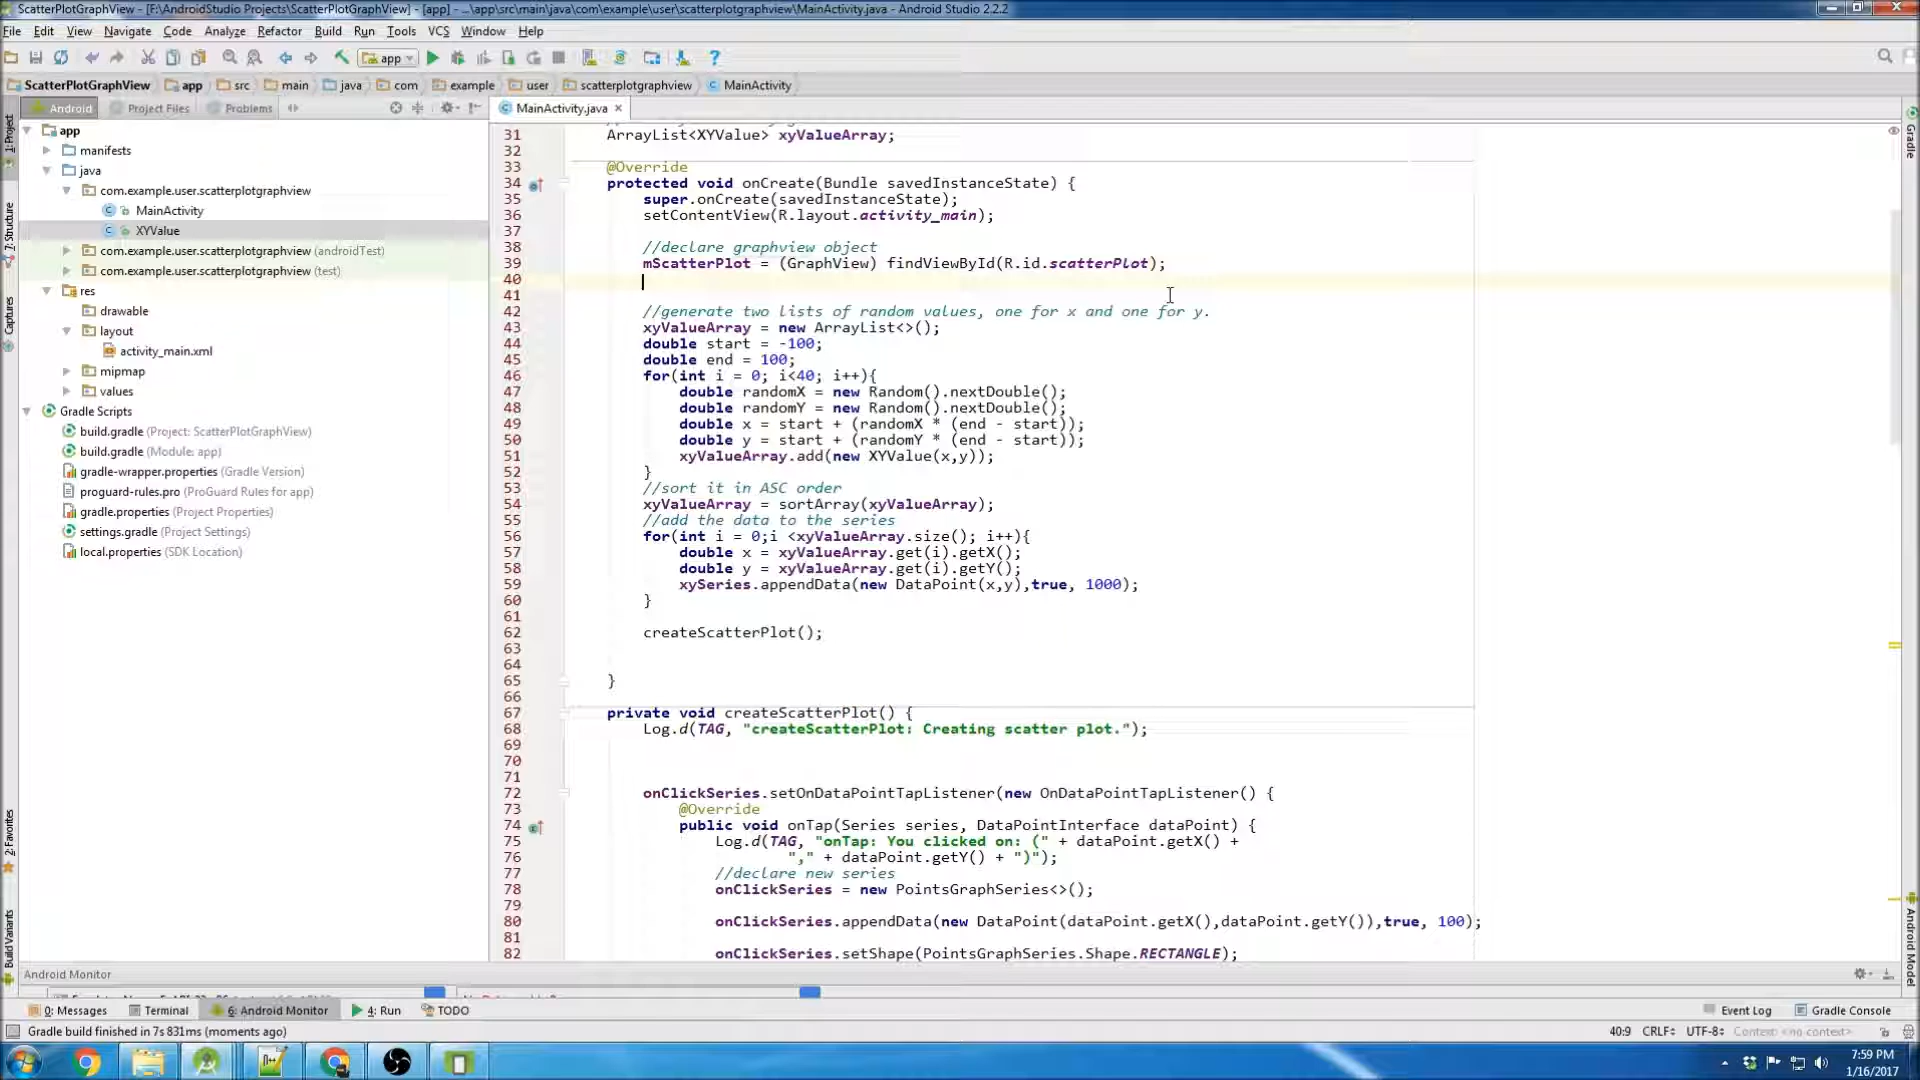 ScatterPlotGraphView - [F:\AndroidStudio Projects\ScatterPlotGraphView] - [app] - ...\app\src\main\java\com\example\user\scatterplotgraphview\MainActivity.java - Android Studio 2.2.2
File Edit View Navigate Code Analyze Refactor Build Run Tools VCS Window Help
app
ScatterPlotGraphView app src main java com example user scatterplotgraphview MainActivity
Android Project Files Problems MainActivity.java
1: Project
7: Structure
Captures
2: Favorites
Build Variants
Gradle
Android Model
app
manifests
java
com.example.user.scatterplotgraphview
MainActivity
XYValue
com.example.user.scatterplotgraphview (androidTest)
com.example.user.scatterplotgraphview (test)
res
drawable
layout
activity_main.xml
mipmap
values
Gradle Scripts
build.gradle (Project: ScatterPlotGraphView)
build.gradle (Module: app)
gradle-wrapper.properties (Gradle Version)
proguard-rules.pro (ProGuard Rules for app)
gradle.properties (Project Properties)
settings.gradle (Project Settings)
local.properties (SDK Location)
31 ArrayList<XYValue> xyValueArray;
32
33 @Override
34 protected void onCreate(Bundle savedInstanceState) {
35 super.onCreate(savedInstanceState);
36 setContentView(R.layout.activity_main);
37
38 //declare graphview object
39 mScatterPlot = (GraphView) findViewById(R.id.scatterPlot);
40
41
42 //generate two lists of random values, one for x and one for y.
43 xyValueArray = new ArrayList<>();
44 double start = -100;
45 double end = 100;
46 for(int i = 0; i<40; i++){
47 double randomX = new Random().nextDouble();
48 double randomY = new Random().nextDouble();
49 double x = start + (randomX * (end - start));
50 double y = start + (randomY * (end - start));
51 xyValueArray.add(new XYValue(x,y));
52 }
53 //sort it in ASC order
54 xyValueArray = sortArray(xyValueArray);
55 //add the data to the series
56 for(int i = 0;i <xyValueArray.size(); i++){
57 double x = xyValueArray.get(i).getX();
58 double y = xyValueArray.get(i).getY();
59 xySeries.appendData(new DataPoint(x,y),true, 1000);
60 }
61
62 createScatterPlot();
63
64
65 }
66
67 private void createScatterPlot() {
68 Log.d(TAG, "createScatterPlot: Creating scatter plot.");
69
70
71
72 onClickSeries.setOnDataPointTapListener(new OnDataPointTapListener() {
73 @Override
74 public void onTap(Series series, DataPointInterface dataPoint) {
75 Log.d(TAG, "onTap: You clicked on: (" + dataPoint.getX() +
76 "," + dataPoint.getY() + ")");
77 //declare new series
78 onClickSeries = new PointsGraphSeries<>();
79
80 onClickSeries.appendData(new DataPoint(dataPoint.getX(),dataPoint.getY()),true, 100);
81
82 onClickSeries.setShape(PointsGraphSeries.Shape.RECTANGLE);
Android Monitor
0: Messages Terminal 6: Android Monitor 4: Run TODO Event Log Gradle Console
Gradle build finished in 7s 831ms (moments ago) 40:9 CRLF UTF-8 Context: <no context>
7:59 PM
1/16/2017